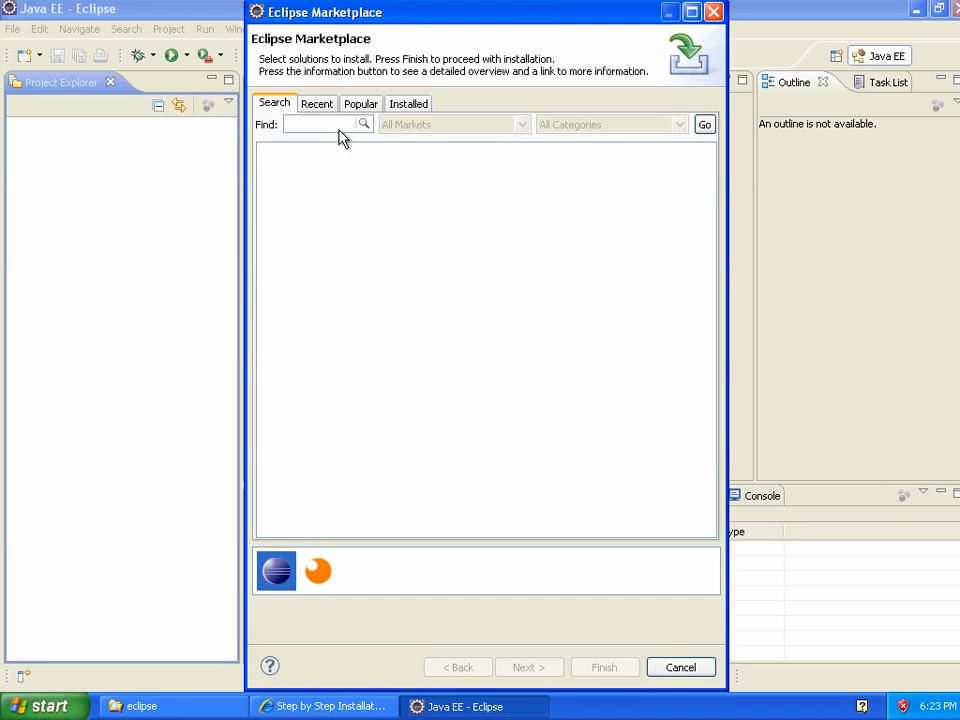 Java EE - Eclipse
File Edit Navigate Search Project Run Win
Project Explorer
Eclipse Marketplace
Eclipse Marketplace
Select solutions to install. Press Finish to proceed with installation.
Press the information button to see a detailed overview and a link to more information.
Search Recent Popular Installed
Find: All Markets All Categories Go
< Back Next > Finish Cancel
Java EE
Outline Task List
An outline is not available.
Console
ype
start eclipse Step by Step Installat... Java EE - Eclipse 6:23 PM